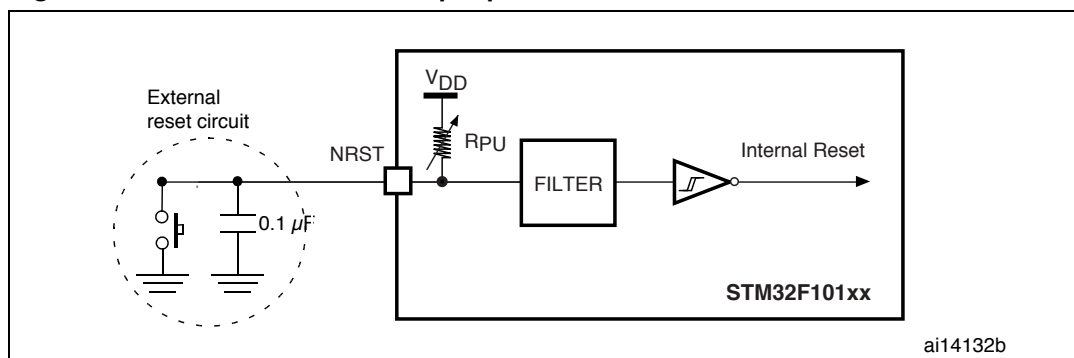 External
reset circuit
VDD
RPU
NRST
FILTER
Internal Reset
0.1 µF
STM32F101xx
ai14132b